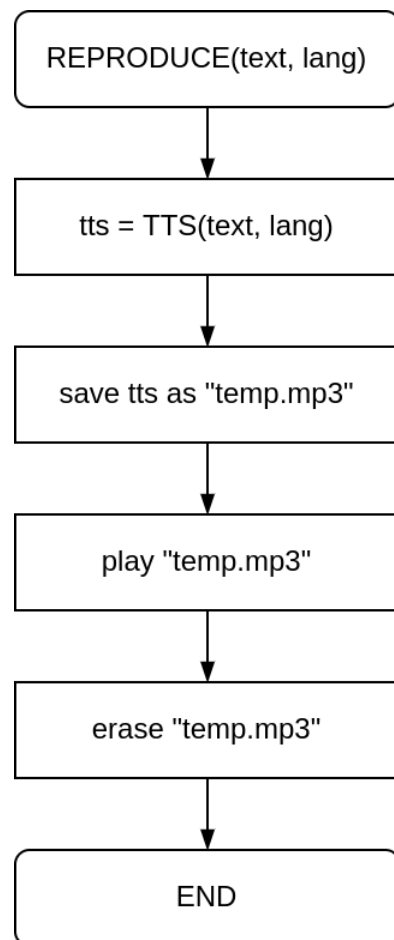 REPRODUCE(text, lang)
tts = TTS(text, lang)
save tts as "temp.mp3"
play "temp.mp3"
erase "temp.mp3"
END